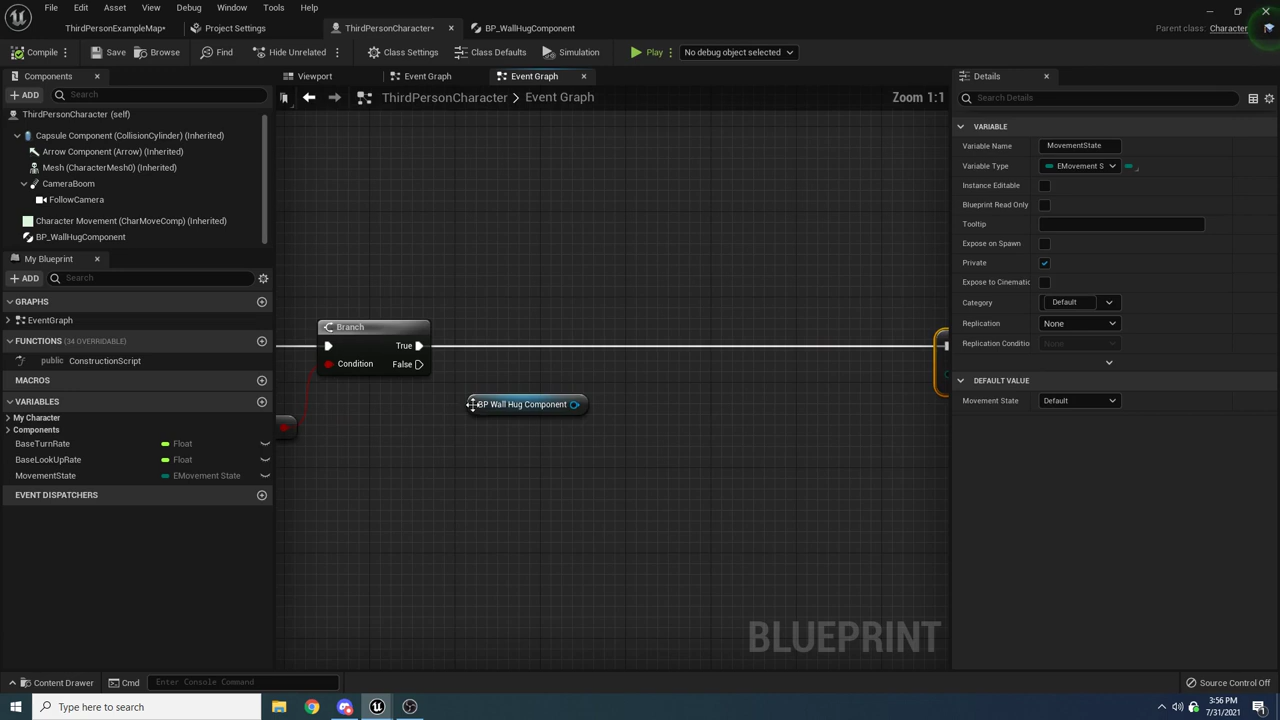 File Edit Asset View Debug Window Tools Help
ThirdPersonExampleMap* Project Settings ThirdPersonCharacter* BP_WallHugComponent Parent class: Character
Compile Save Browse Find Hide Unrelated Class Settings Class Defaults Simulation Play No debug object selected
Components Viewport Event Graph Event Graph Details
ADD Search ThirdPersonCharacter > Event Graph Zoom 1:1 Search Details
ThirdPersonCharacter (self)
Capsule Component (CollisionCylinder) (Inherited)
Arrow Component (Arrow) (Inherited)
Mesh (CharacterMesh0) (Inherited)
CameraBoom
FollowCamera
Character Movement (CharMoveComp) (Inherited)
BP_WallHugComponent
My Blueprint
ADD Search
GRAPHS
EventGraph
FUNCTIONS (34 OVERRIDABLE)
public ConstructionScript
MACROS
VARIABLES
My Character
Components
BaseTurnRate Float
BaseLookUpRate Float
MovementState EMovement State
EVENT DISPATCHERS
Branch
True
Condition False
BP Wall Hug Component
BLUEPRINT
VARIABLE
Variable Name MovementState
Variable Type EMovement S
Instance Editable
Blueprint Read Only
Tooltip
Expose on Spawn
Private
Expose to Cinematic
Category Default
Replication None
Replication Condition None
DEFAULT VALUE
Movement State Default
Content Drawer Cmd Enter Console Command Source Control Off
Type here to search
3:56 PM
7/31/2021